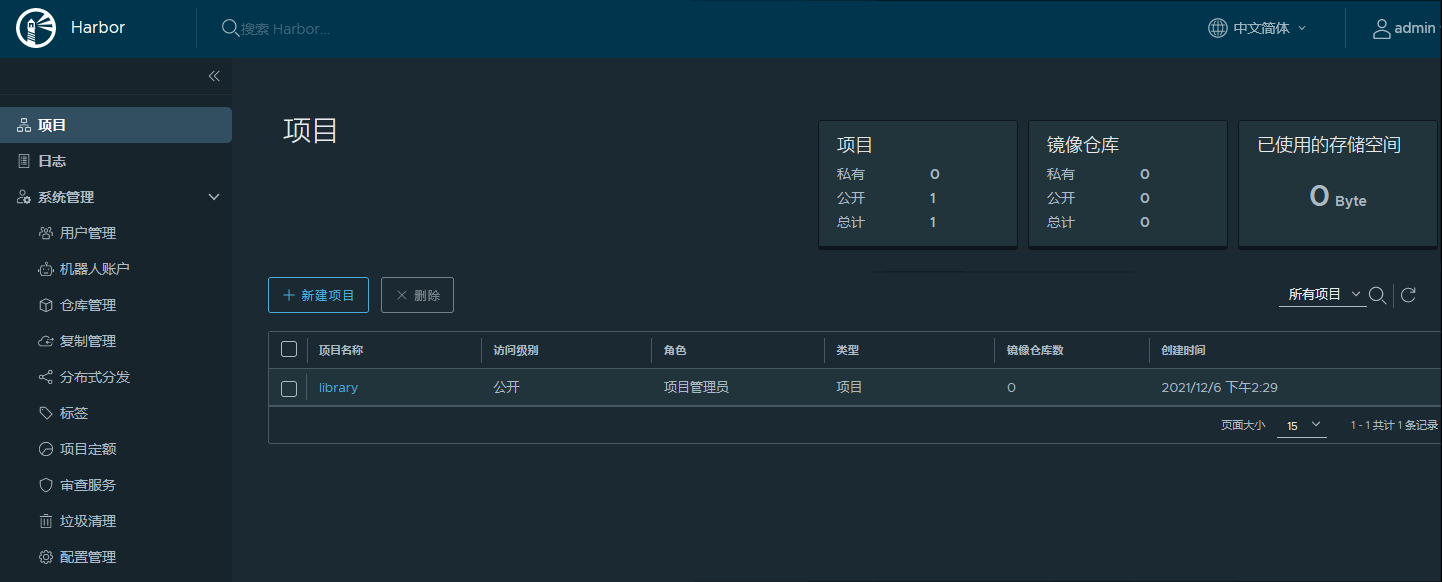 Harbor
搜索 Harbor...
中文简体
admin
项目
日志
系统管理
用户管理
机器人账户
仓库管理
复制管理
分布式分发
标签
项目定额
审查服务
垃圾清理
配置管理
项目
项目
私有 0
公开 1
总计 1
镜像仓库
私有 0
公开 0
总计 0
已使用的存储空间
0 Byte
新建项目
删除
所有项目
项目名称 访问级别 角色 类型 镜像仓库数 创建时间
library 公开 项目管理员 项目 0 2021/12/6 下午2:29
页面大小 15 1 - 1 共计 1 条记录